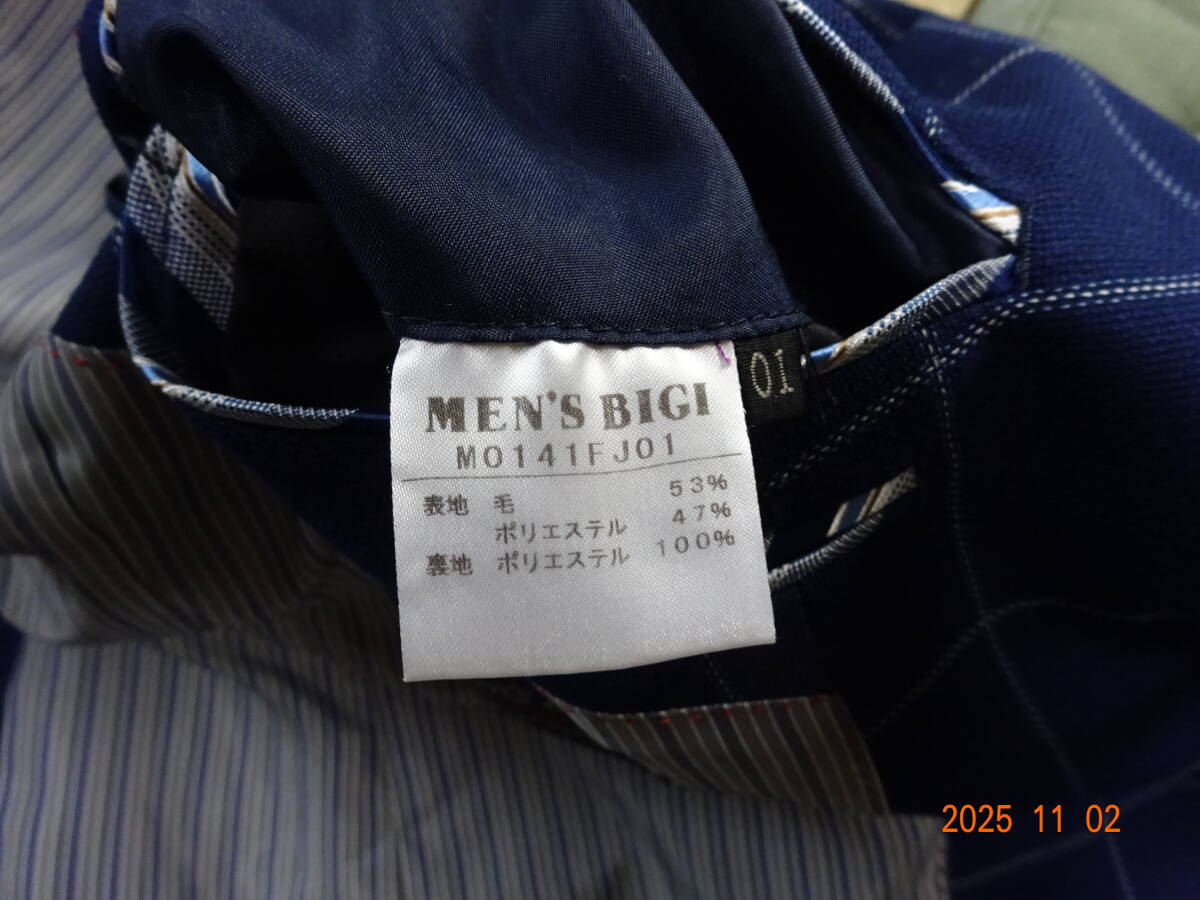 MEN'S BIGI
M0141FJ01
表地 毛 53%
ポリエステル 47%
裏地 ポリエステル 100%
01
2025 11 02